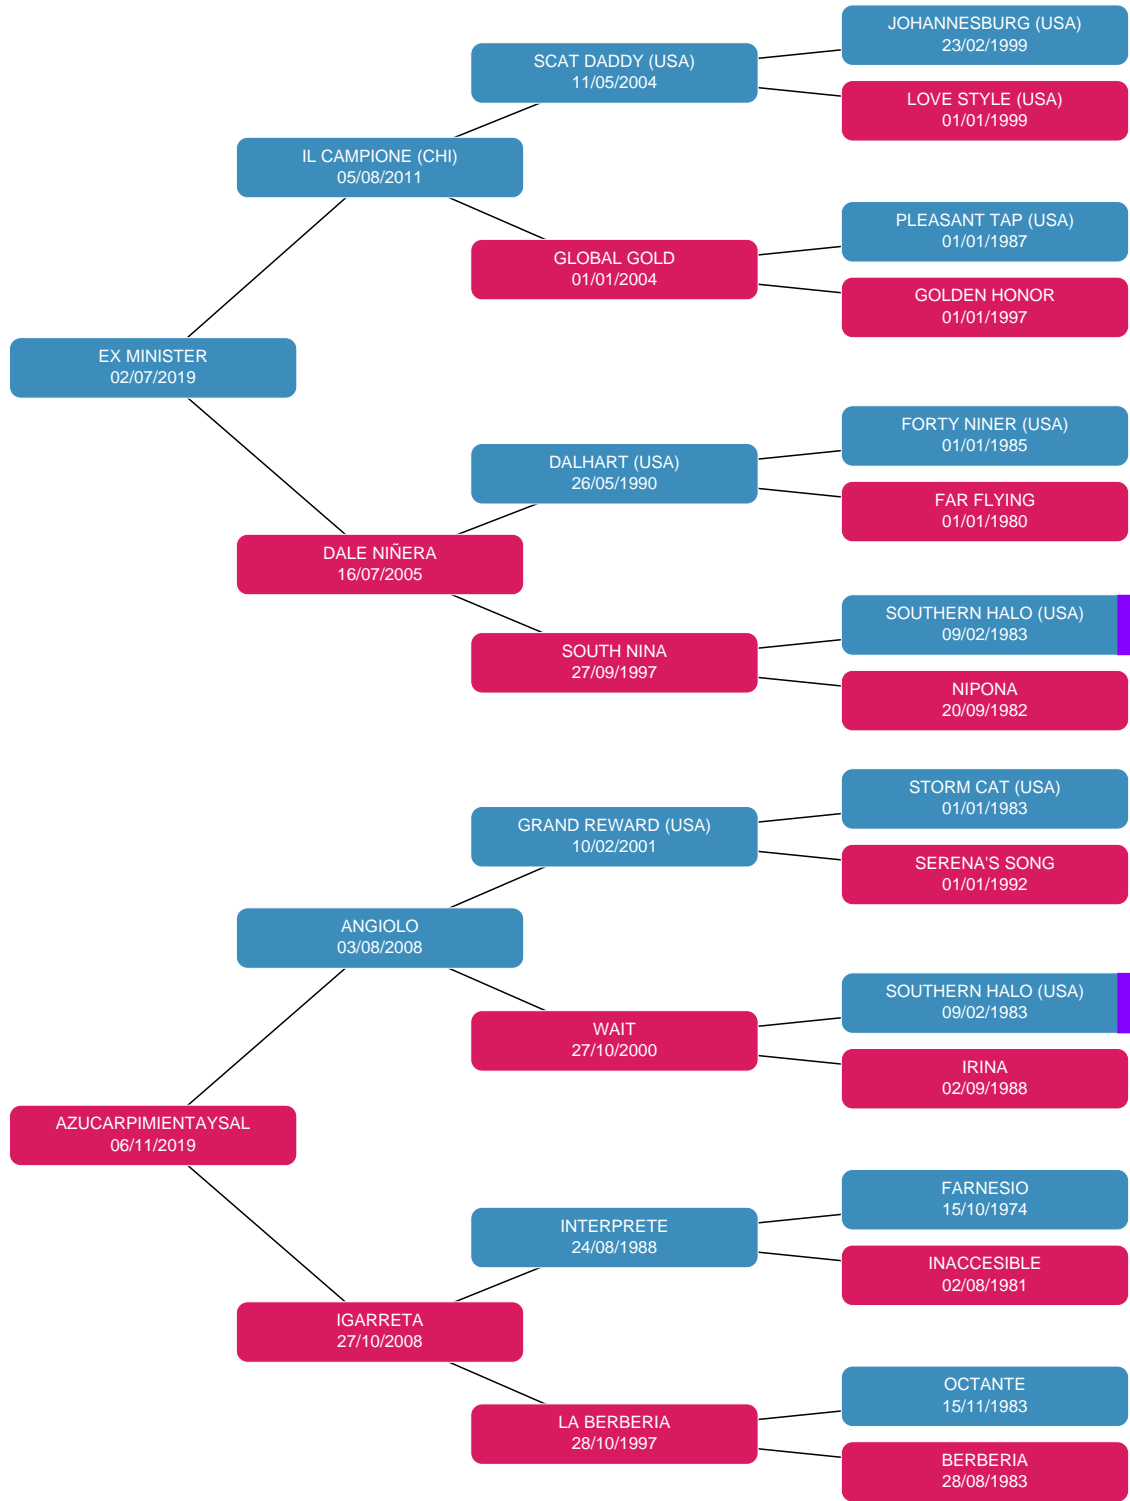 JOHANNESBURG (USA)
23/02/1999
SCAT DADDY (USA)
11/05/2004
LOVE STYLE (USA)
01/01/1999
IL CAMPIONE (CHI)
05/08/2011
PLEASANT TAP (USA)
01/01/1987
GLOBAL GOLD
01/01/2004
GOLDEN HONOR
01/01/1997
EX MINISTER
02/07/2019
FORTY NINER (USA)
01/01/1985
DALHART (USA)
26/05/1990
FAR FLYING
01/01/1980
DALE NIÑERA
16/07/2005
SOUTHERN HALO (USA)
09/02/1983
SOUTH NINA
27/09/1997
NIPONA
20/09/1982
STORM CAT (USA)
01/01/1983
GRAND REWARD (USA)
10/02/2001
SERENA'S SONG
01/01/1992
ANGIOLO
03/08/2008
SOUTHERN HALO (USA)
09/02/1983
WAIT
27/10/2000
IRINA
02/09/1988
AZUCARPIMIENTAYSAL
06/11/2019
FARNESIO
15/10/1974
INTERPRETE
24/08/1988
INACCESIBLE
02/08/1981
IGARRETA
27/10/2008
OCTANTE
15/11/1983
LA BERBERIA
28/10/1997
BERBERIA
28/08/1983